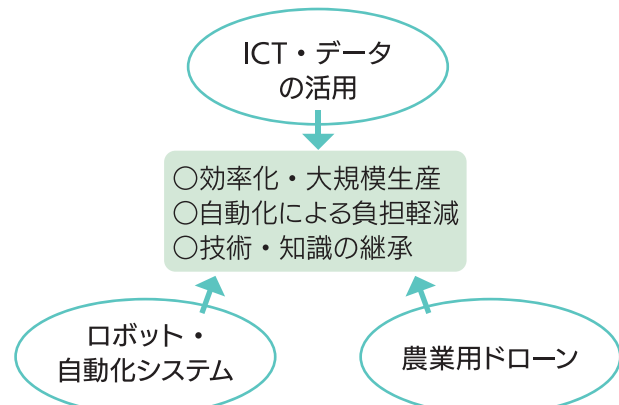 ICT・データ
の活用
○効率化・大規模生産
○自動化による負担軽減
○技術・知識の継承
ロボット・
自動化システム
農業用ドローン